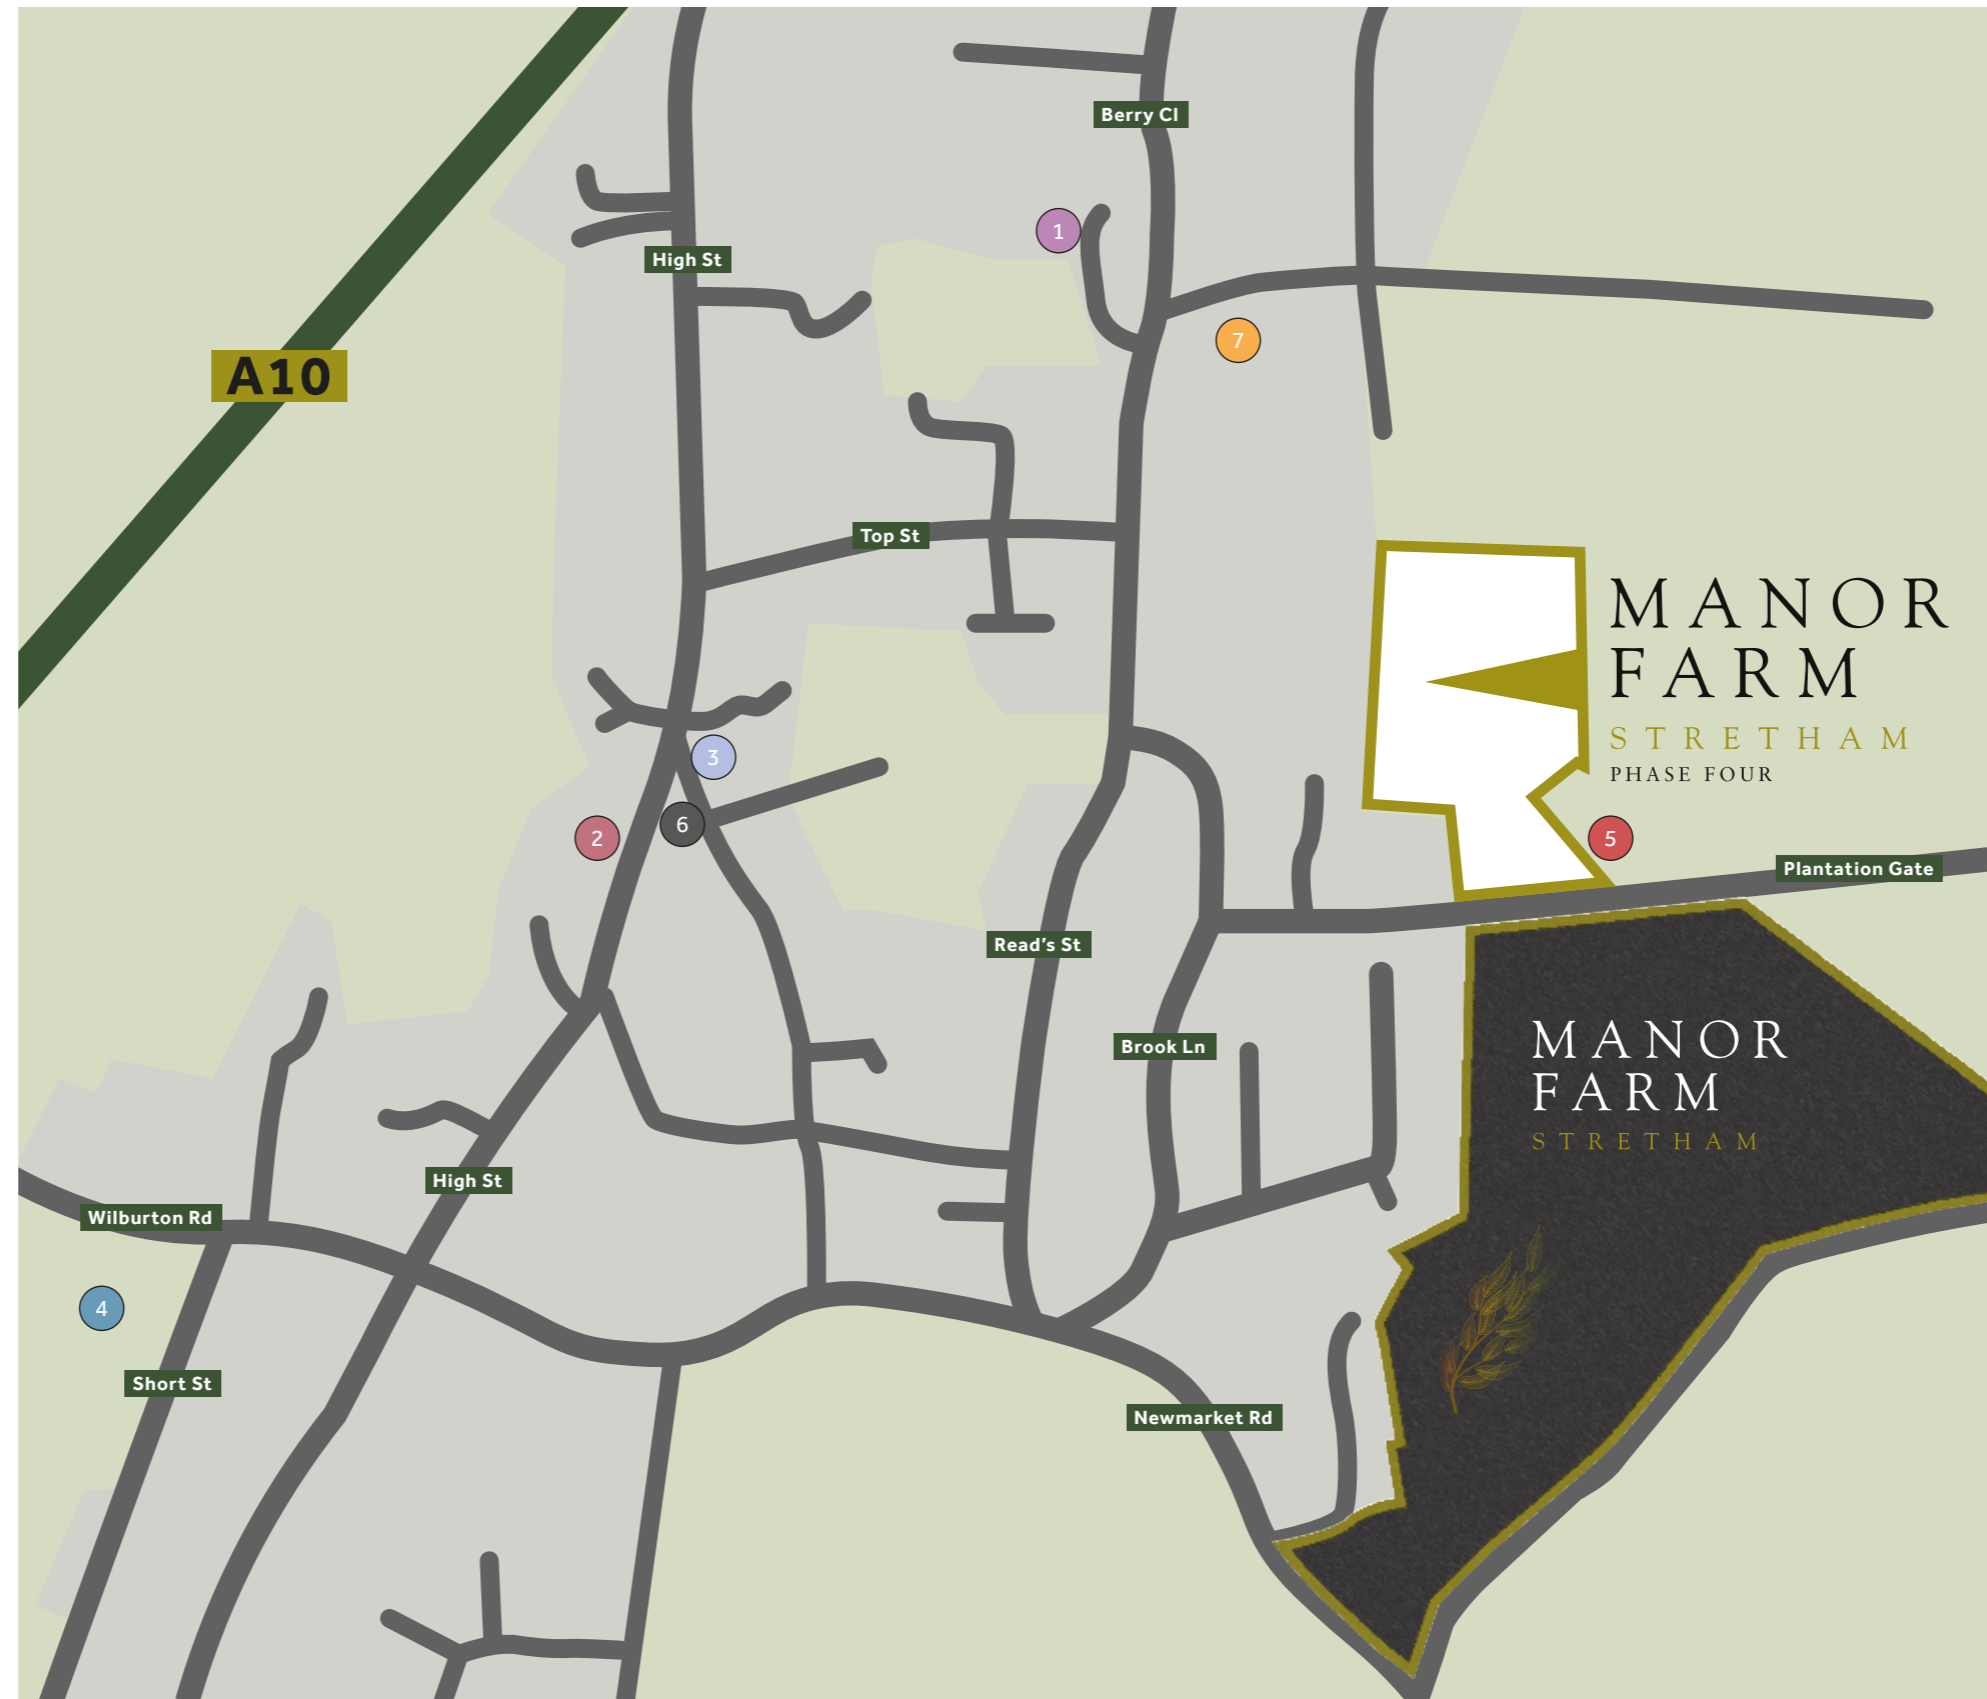 Berry Cl
1
High St
7
A10
Top St
MANOR
FARM
STRETHAM
PHASE FOUR
3
6
2
5
Plantation Gate
Read's St
MANOR
FARM
STRETHAM
Brook Ln
High St
Wilburton Rd
4
Short St
Newmarket Rd